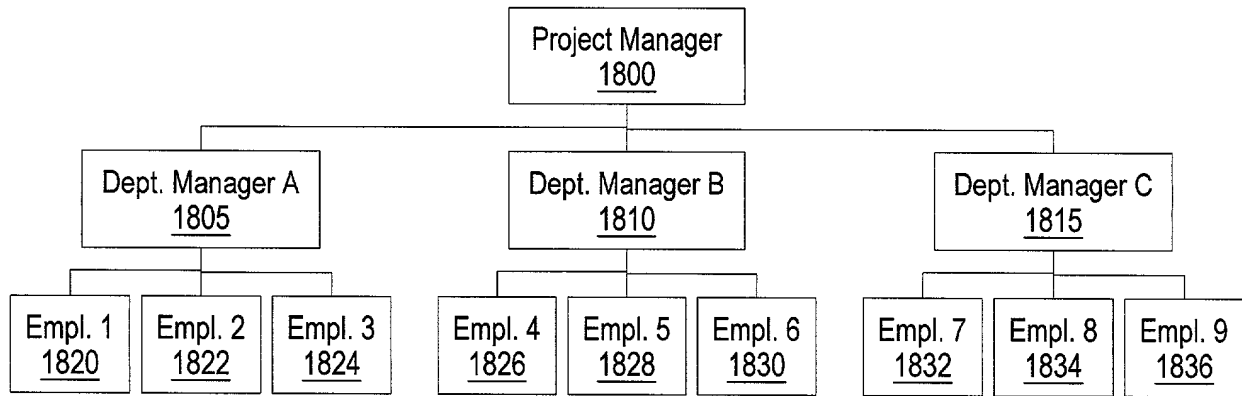 Project Manager
1800
Dept. Manager A
1805
Dept. Manager B
1810
Dept. Manager C
1815
Empl. 1
1820
Empl. 2
1822
Empl. 3
1824
Empl. 4
1826
Empl. 5
1828
Empl. 6
1830
Empl. 7
1832
Empl. 8
1834
Empl. 9
1836